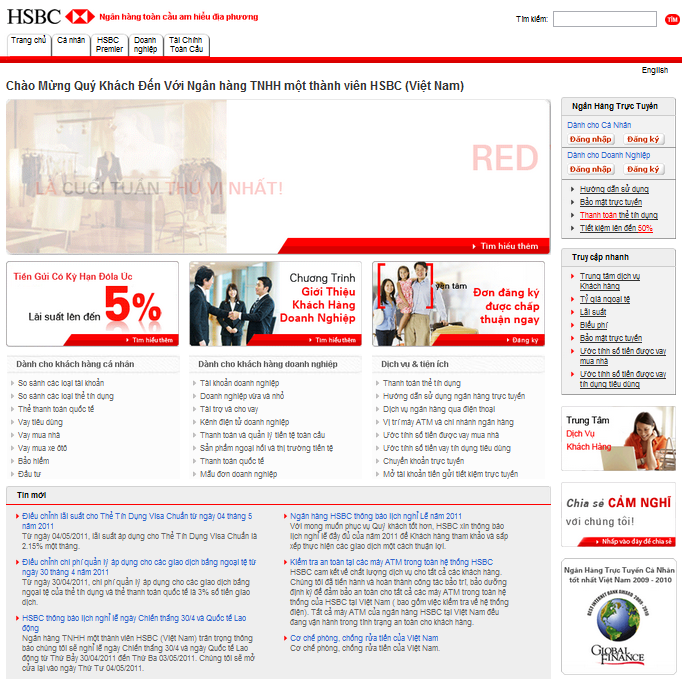 HSBC Ngân hàng toàn cầu am hiểu địa phương
Tìm kiếm: TÌM
Trang chủ
Cá nhân
HSBC
Premier
Doanh
nghiệp
Tài Chính
Toàn Cầu
English
Chào Mừng Quý Khách Đến Với Ngân hàng TNHH một thành viên HSBC (Việt Nam)
RED
LÀ CUỐI TUẦN THÚ VỊ NHẤT!
Tìm hiểu thêm
Tiền Gửi Có Kỳ Hạn Đôla Úc
Lãi suất lên đến 5%
Tìm hiểu thêm
Chương Trình
Giới Thiệu
Khách Hàng
Doanh Nghiệp
Tìm hiểu thêm
yên tâm
Đơn đăng ký
được chấp
thuận ngay
Đăng ký
Dành cho khách hàng cá nhân
So sánh các loại tài khoản
So sánh các loại thẻ tín dụng
Thẻ thanh toán quốc tế
Vay tiêu dùng
Vay mua nhà
Vay mua xe ôtô
Bảo hiểm
Đầu tư
Dành cho khách hàng doanh nghiệp
Tài khoản doanh nghiệp
Doanh nghiệp vừa và nhỏ
Tài trợ và cho vay
Kênh điện tử doanh nghiệp
Thanh toán và quản lý tiền tệ toàn cầu
Sản phẩm ngoại hối và thị trường tiền tệ
Thanh toán quốc tế
Mẫu đơn doanh nghiệp
Dịch vụ & tiện ích
Thanh toán thẻ tín dụng
Hướng dẫn sử dụng ngân hàng trực tuyến
Dịch vụ ngân hàng qua điện thoại
Vị trí máy ATM và chi nhánh ngân hàng
Ước tính số tiền được vay mua nhà
Ước tính số tiền vay tín dụng tiêu dùng
Chuyển khoản trực tuyến
Mở tài khoản tiền gửi tiết kiệm trực tuyến
Tin mới
Điều chỉnh lãi suất cho Thẻ Tín Dụng Visa Chuẩn từ ngày 04 tháng 5
năm 2011
Từ ngày 04/05/2011, lãi suất áp dụng cho Thẻ Tín Dụng Visa Chuẩn là
2.15% một tháng.
Điều chỉnh chi phí quản lý áp dụng cho các giao dịch bằng ngoại tệ từ
ngày 30 tháng 4 năm 2011
Từ ngày 30/04/2011, chi phí quản lý áp dụng cho các giao dịch bằng
ngoại tệ của thẻ tín dụng và thẻ thanh toán quốc tế là 3% số tiền giao
dịch.
HSBC thông báo lịch nghỉ lễ ngày Chiến thắng 30/4 và Quốc tế Lao
động
Ngân hàng TNHH một thành viên HSBC (Việt Nam) trân trọng thông
báo chúng tôi sẽ nghỉ lễ ngày Chiến thắng 30/4 và ngày Quốc tế Lao
động từ Thứ Bảy 30/04/2011 đến Thứ Ba 03/05/2011. Chúng tôi sẽ mở
cửa lại vào ngày Thứ Tư 04/05/2011.
Ngân hàng HSBC thông báo lịch nghỉ Lễ năm 2011
Với mong muốn phục vụ Quý khách tốt hơn, HSBC xin thông báo
lịch nghỉ lễ đầy đủ của năm 2011 để Khách hàng tham khảo và sắp
xếp thực hiện các giao dịch một cách thuận lợi.
Kiểm tra an toàn tại các máy ATM trong toàn hệ thống HSBC
HSBC cam kết về chất lượng dịch vụ cho tất cả các khách hàng.
Chúng tôi đã tiến hành và hoàn thành công tác bảo trì, bảo dưỡng
định kỳ để đảm bảo an toàn cho tất cả các máy ATM trong toàn hệ
thống của HSBC tại Việt Nam ( bao gồm việc kiểm tra về hệ thống
điện). Tất cả máy ATM của ngân hàng HSBC tại Việt Nam đều
đang vận hành trong tình trạng an toàn cho khách hàng.
Cơ chế phòng, chống rửa tiền của Việt Nam
Cơ chế phòng, chống rửa tiền của Việt Nam.
Ngân Hàng Trực Tuyến
Dành cho Cá Nhân
Đăng nhập Đăng ký
Dành cho Doanh Nghiệp
Đăng nhập Đăng ký
Hướng dẫn sử dụng
Bảo mật trực tuyến
Thanh toán thẻ tín dụng
Tiết kiệm lên đến 50%
Truy cập nhanh
Trung tâm dịch vụ
Khách hàng
Tỷ giá ngoại tệ
Lãi suất
Biểu phí
Bảo mật trực tuyến
Ước tính số tiền được vay
mua nhà
Ước tính số tiền được vay
tín dụng tiêu dùng
Trung Tâm
Dịch Vụ
Khách Hàng
Chia sẻ CẢM NGHĨ
với chúng tôi!
Nhấp vào đây để chia sẻ
Ngân Hàng Trực Tuyến Cá Nhân
tốt nhất Việt Nam 2009 - 2010
BEST INTERNET BANK AWARD 2009, 2010
GLOBAL
FINANCE